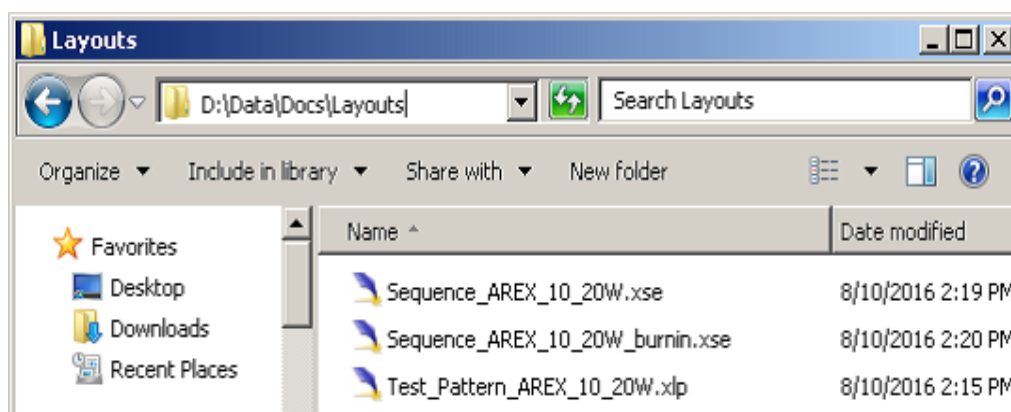 Layouts
D:\Data\Docs\Layouts Search Layouts
Organize Include in library Share with New folder
Name Date modified
Favorites
Desktop
Downloads
Recent Places
Sequence_AREX_10_20W.xse 8/10/2016 2:19 PM
Sequence_AREX_10_20W_burnin.xse 8/10/2016 2:20 PM
Test_Pattern_AREX_10_20W.xlp 8/10/2016 2:15 PM